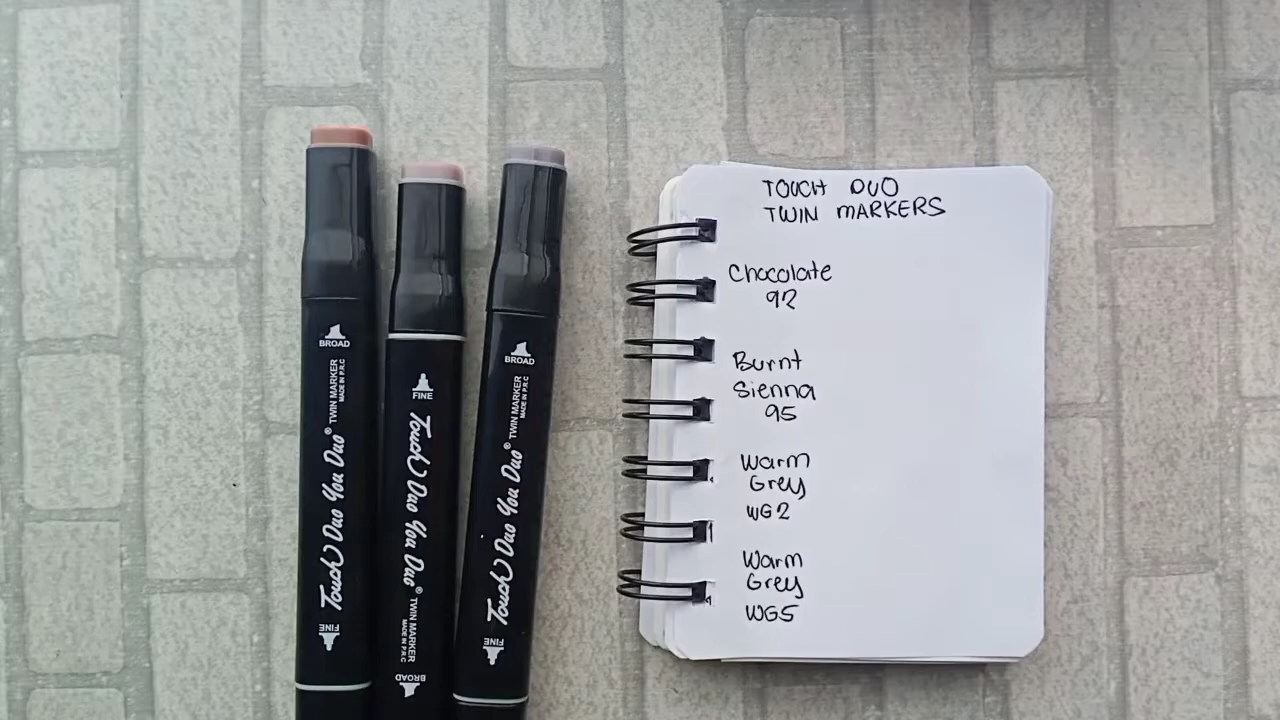 BROAD
TWIN MARKER
MADE IN P.R.C
Touch Duo You Duo®
FINE
FINE
Touch Duo You Duo®
TWIN MARKER
MADE IN P.R.C
BROAD
BROAD
TWIN MARKER
MADE IN P.R.C
Touch Duo You Duo®
FINE
TOUCH DUO
TWIN MARKERS
Chocolate
92
Burnt
Sienna
95
Warm
Grey
WG2
Warm
Grey
WG5